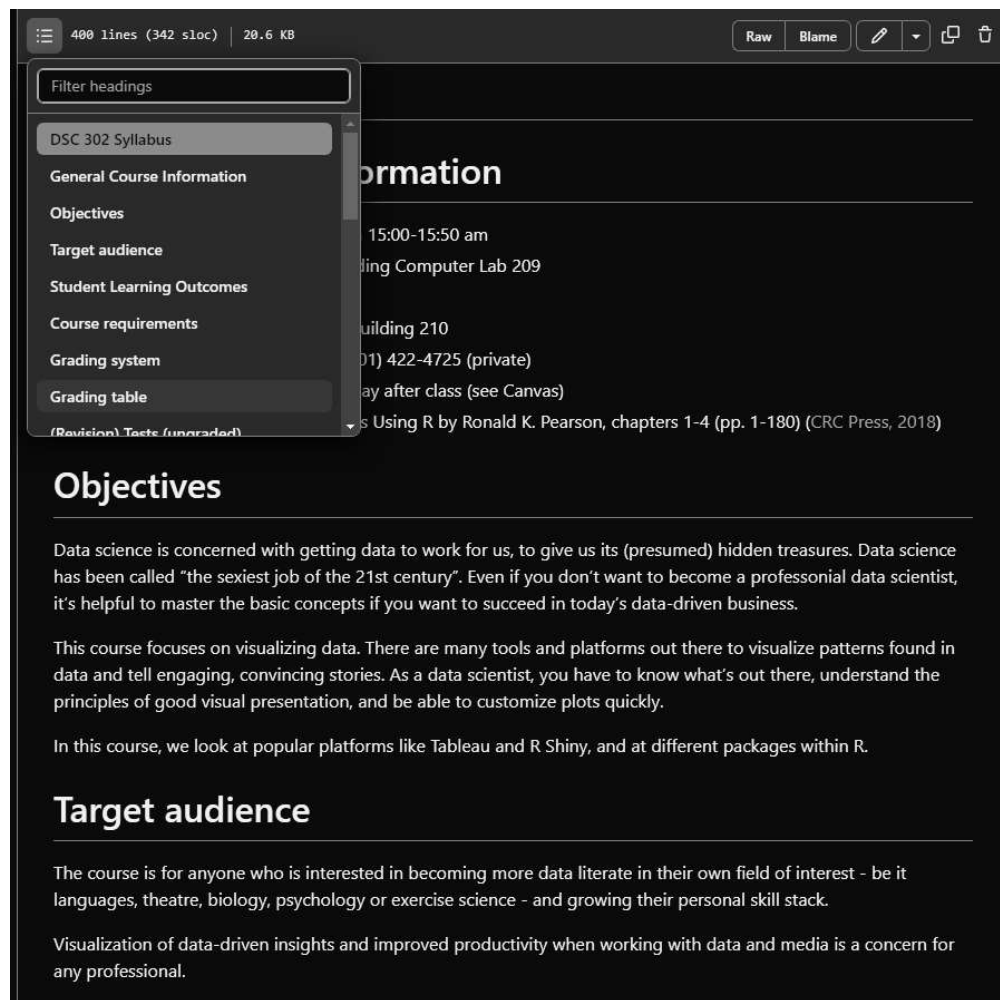 400 lines (342 sloc) 20.6 KB
Raw Blame
Filter headings
DSC 302 Syllabus
General Course Information
Objectives
Target audience
Student Learning Outcomes
Course requirements
Grading system
Grading table
(Revision) Tests (ungraded)
ormation
15:00-15:50 am
ding Computer Lab 209
uilding 210
01) 422-4725 (private)
ay after class (see Canvas)
s Using R by Ronald K. Pearson, chapters 1-4 (pp. 1-180) (CRC Press, 2018)
Objectives
Data science is concerned with getting data to work for us, to give us its (presumed) hidden treasures. Data science
has been called “the sexiest job of the 21st century”. Even if you don’t want to become a professonial data scientist,
it’s helpful to master the basic concepts if you want to succeed in today’s data-driven business.
This course focuses on visualizing data. There are many tools and platforms out there to visualize patterns found in
data and tell engaging, convincing stories. As a data scientist, you have to know what’s out there, understand the
principles of good visual presentation, and be able to customize plots quickly.
In this course, we look at popular platforms like Tableau and R Shiny, and at different packages within R.
Target audience
The course is for anyone who is interested in becoming more data literate in their own field of interest - be it
languages, theatre, biology, psychology or exercise science - and growing their personal skill stack.
Visualization of data-driven insights and improved productivity when working with data and media is a concern for
any professional.